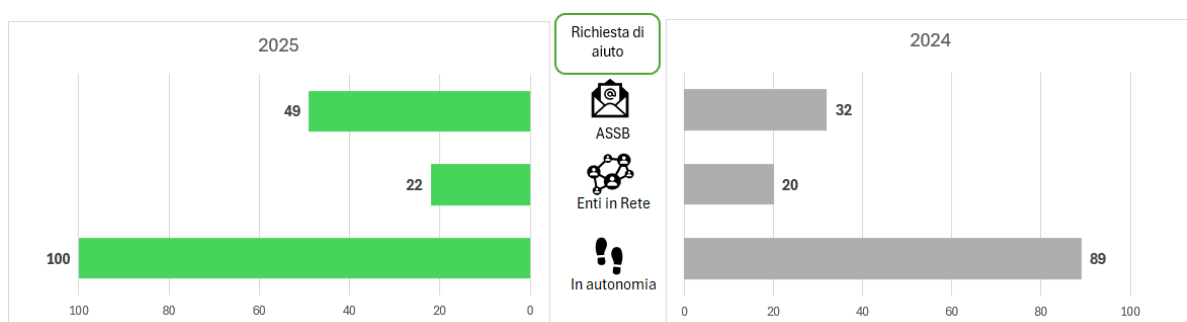 2025
Richiesta di
aiuto
2024
49
@
ASSB
32
22
Enti in Rete
20
100
In autonomia
89
100 80 60 40 20 0
0 20 40 60 80 100